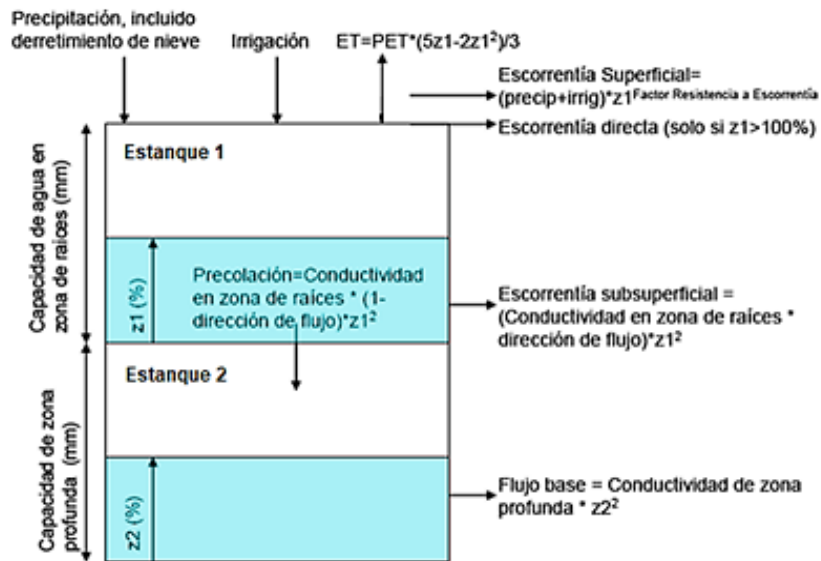 Precipitación, incluido
derretimiento de nieve
Irrigación
ET=PET*(5z1-2z1²)/3
Escorrentía Superficial=
(precip+irrig)*z1^Factor Resistencia a Escorrentía
Escorrentía directa (solo si z1>100%)
Capacidad de agua en
zona de raíces (mm)
Estanque 1
z1 (%)
Precolación=Conductividad
en zona de raíces * (1-
dirección de flujo)*z1²
Escorrentía subsuperficial =
(Conductividad en zona de raíces *
dirección de flujo)*z1²
Capacidad de zona
profunda (mm)
Estanque 2
z2 (%)
Flujo base = Conductividad de zona
profunda * z2²